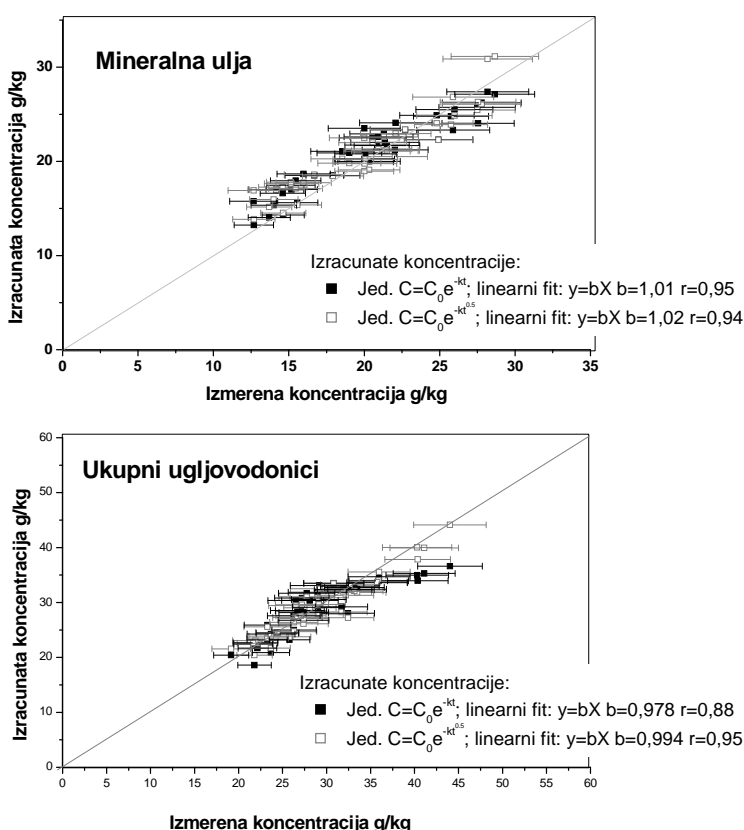 Mineralna ulja
Izracunata koncentracija g/kg
30
20
10
0
Izracunate koncentracije:
Jed. C=C₀e^-kt; linearni fit: y=bX b=1,01 r=0,95
Jed. C=C₀e^-kt^0.5; linearni fit: y=bX b=1,02 r=0,94
0 5 10 15 20 25 30 35
Izmerena koncentracija g/kg
Ukupni ugljovodonici
Izracunata koncentracija g/kg
60
50
40
30
20
10
0
Izracunate koncentracije:
Jed. C=C₀e^-kt; linearni fit: y=bX b=0,978 r=0,88
Jed. C=C₀e^-kt^0.5; linearni fit: y=bX b=0,994 r=0,95
0 5 10 15 20 25 30 35 40 45 50 55 60
Izmerena koncentracija g/kg